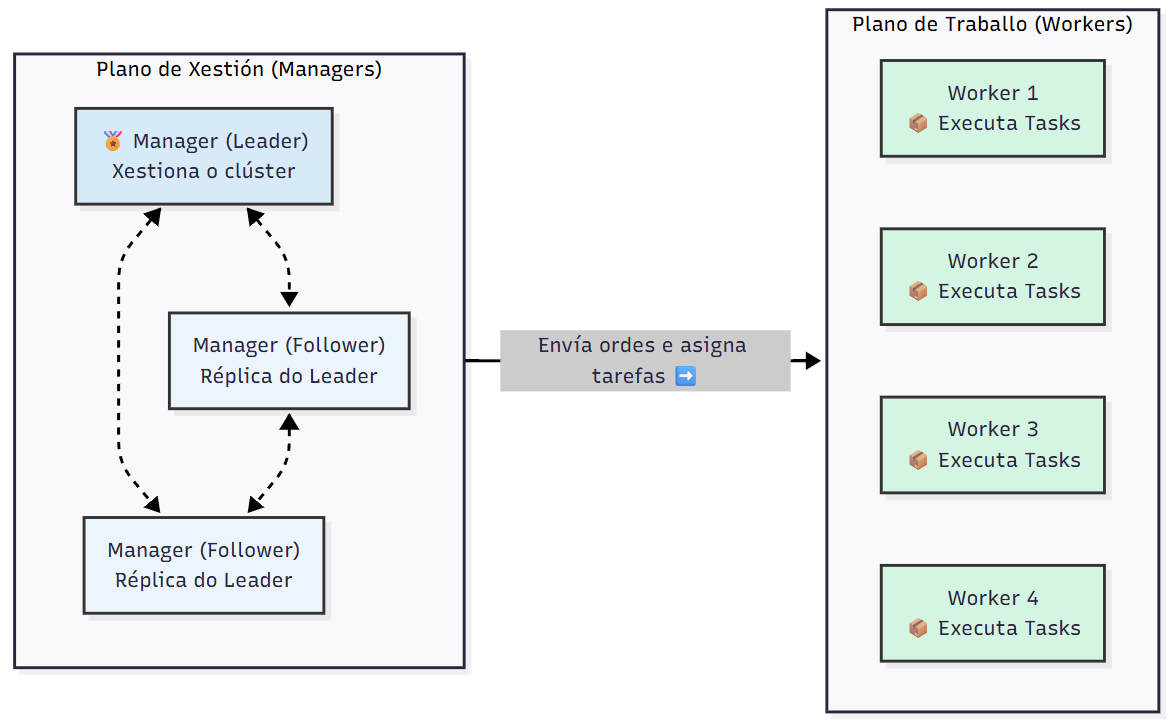 Plano de Xestión (Managers)
🏅 Manager (Leader)
Xestiona o clúster
Manager (Follower)
Réplica do Leader
Manager (Follower)
Réplica do Leader
Envía ordes e asigna
tarefas ➡️
Plano de Traballo (Workers)
Worker 1
📦 Executa Tasks
Worker 2
📦 Executa Tasks
Worker 3
📦 Executa Tasks
Worker 4
📦 Executa Tasks